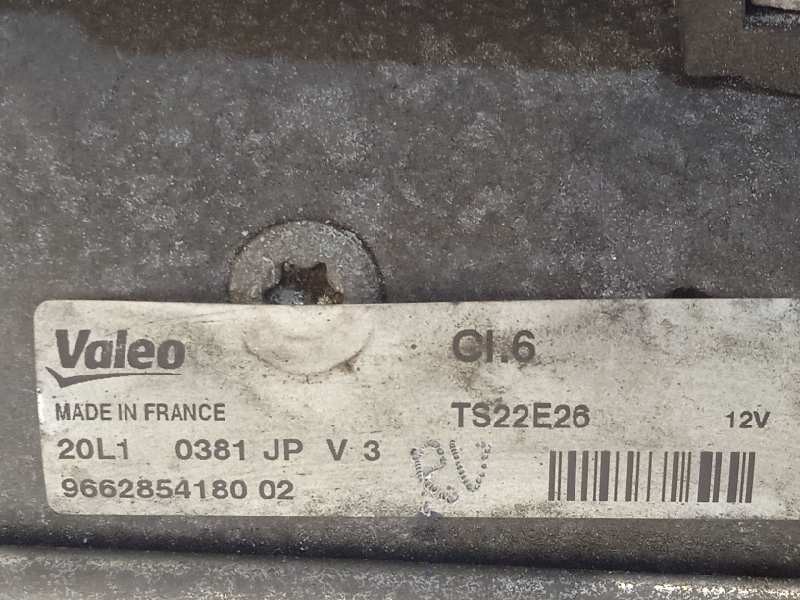 Valeo
Cl.6
MADE IN FRANCE
TS22E26
12V
20L1 0381 JP V 3
9662854180 02